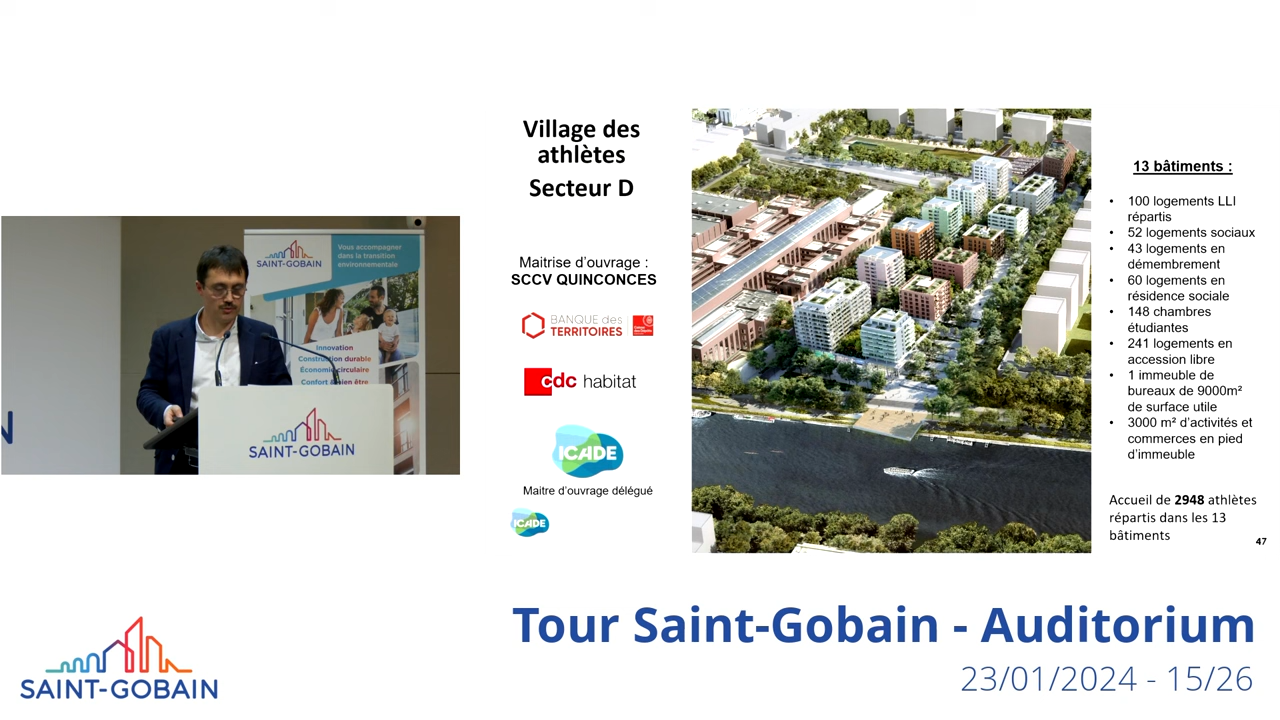 Village des
athlètes
Secteur D
Maitrise d'ouvrage :
SCCV QUINCONCES
BANQUE des
TERRITOIRES
cdc habitat
ICADE
Maitre d'ouvrage délégué
ICADE
13 bâtiments :
• 100 logements LLI
répartis
• 52 logements sociaux
• 43 logements en
démembrement
• 60 logements en
résidence sociale
• 148 chambres
étudiantes
• 241 logements en
accession libre
• 1 immeuble de
bureaux de 9000m²
de surface utile
• 3000 m² d'activités et
commerces en pied
d'immeuble
Accueil de 2948 athlètes
répartis dans les 13
bâtiments
47
SAINT-GOBAIN
Vous accompagner
dans la transition
environnementale
Innovation
Construction durable
Économie circulaire
Confort & bien être
SAINT-GOBAIN
N
SAINT-GOBAIN
Tour Saint-Gobain - Auditorium
23/01/2024 - 15/26